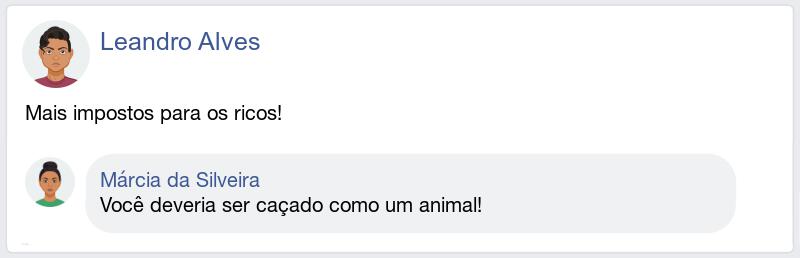 Leandro Alves
Mais impostos para os ricos!
Márcia da Silveira
Você deveria ser caçado como um animal!